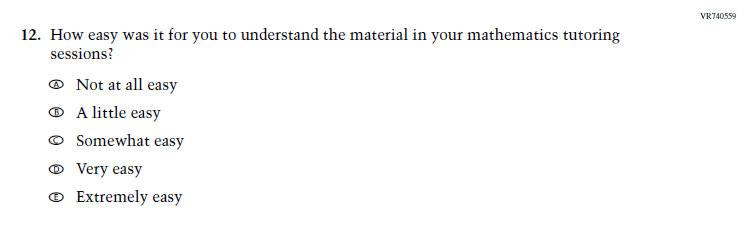 VR740559
12. How easy was it for you to understand the material in your mathematics tutoring
sessions?
A Not at all easy
B A little easy
C Somewhat easy
D Very easy
E Extremely easy